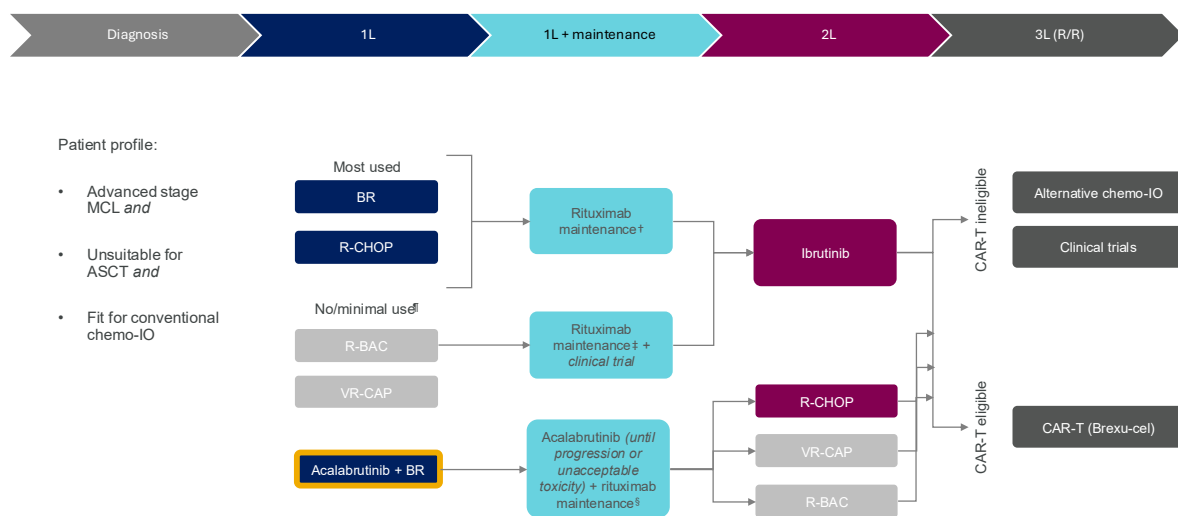 Diagnosis
1L
1L + maintenance
2L
3L (R/R)
Patient profile:
• Advanced stage
MCL and
• Unsuitable for
ASCT and
• Fit for conventional
chemo-IO
Most used
BR
R-CHOP
No/minimal use¶
R-BAC
VR-CAP
Acalabrutinib + BR
Rituximab
maintenance†
Rituximab
maintenance‡ +
clinical trial
Acalabrutinib (until
progression or
unacceptable
toxicity) + rituximab
maintenance§
Ibrutinib
R-CHOP
VR-CAP
R-BAC
CAR-T ineligible
CAR-T eligible
Alternative chemo-IO
Clinical trials
CAR-T (Brexu-cel)